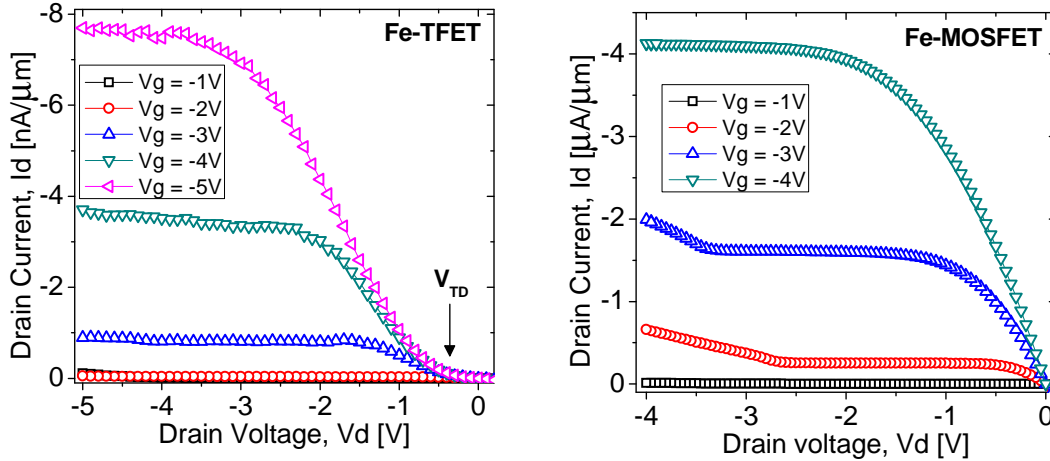 Fe-TFET
Drain Current, Id [nA/µm]
-8
-6
-4
-2
0
Vg = -1V
Vg = -2V
Vg = -3V
Vg = -4V
Vg = -5V
V_TD
-5 -4 -3 -2 -1 0
Drain Voltage, Vd [V]
Fe-MOSFET
Drain Current, Id [µA/µm]
-4
-3
-2
-1
0
Vg = -1V
Vg = -2V
Vg = -3V
Vg = -4V
-4 -3 -2 -1 0
Drain voltage, Vd [V]